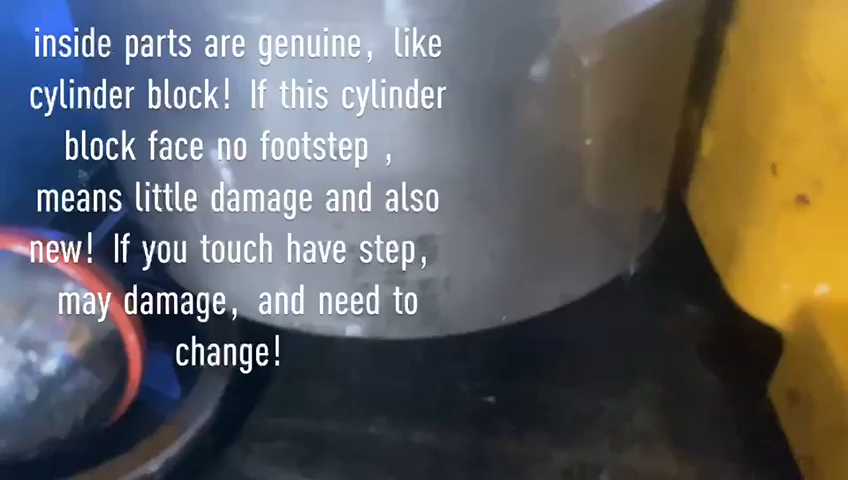 inside parts are genuine, like
cylinder block! If this cylinder
block face no footstep ,
means little damage and also
new! If you touch have step,
may damage, and need to
change!